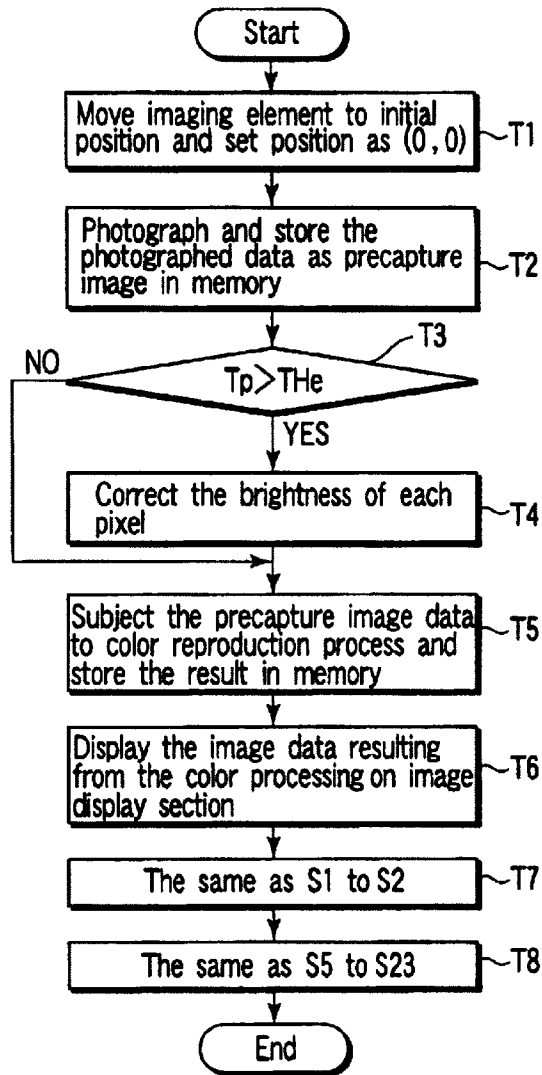 Start
Move imaging element to initial
position and set position as (0,0)
T1
Photograph and store the
photographed data as precapture
image in memory
T2
T3
NO
Tp>THe
YES
Correct the brightness of each
pixel
T4
Subject the precapture image data
to color reproduction process and
store the result in memory
T5
Display the image data resulting
from the color processing on image
display section
T6
The same as S1 to S2
T7
The same as S5 to S23
T8
End